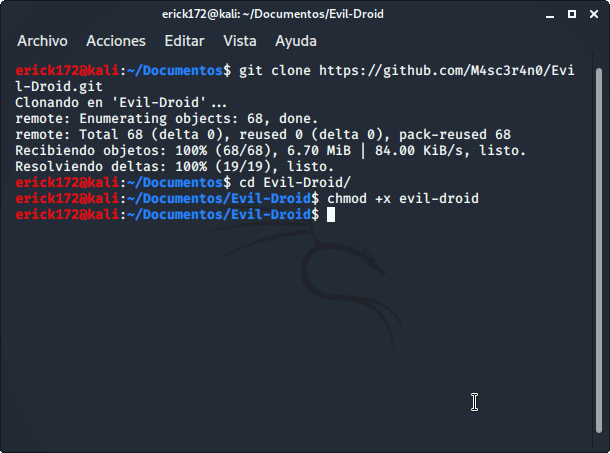 erick172@kali: ~/Documentos/Evil-Droid
Archivo Acciones Editar Vista Ayuda
erick172@kali:~/Documentos$ git clone https://github.com/M4sc3r4n0/Evi
l-Droid.git
Clonando en 'Evil-Droid'...
remote: Enumerating objects: 68, done.
remote: Total 68 (delta 0), reused 0 (delta 0), pack-reused 68
Recibiendo objetos: 100% (68/68), 6.70 MiB | 84.00 KiB/s, listo.
Resolviendo deltas: 100% (19/19), listo.
erick172@kali:~/Documentos$ cd Evil-Droid/
erick172@kali:~/Documentos/Evil-Droid$ chmod +x evil-droid
erick172@kali:~/Documentos/Evil-Droid$